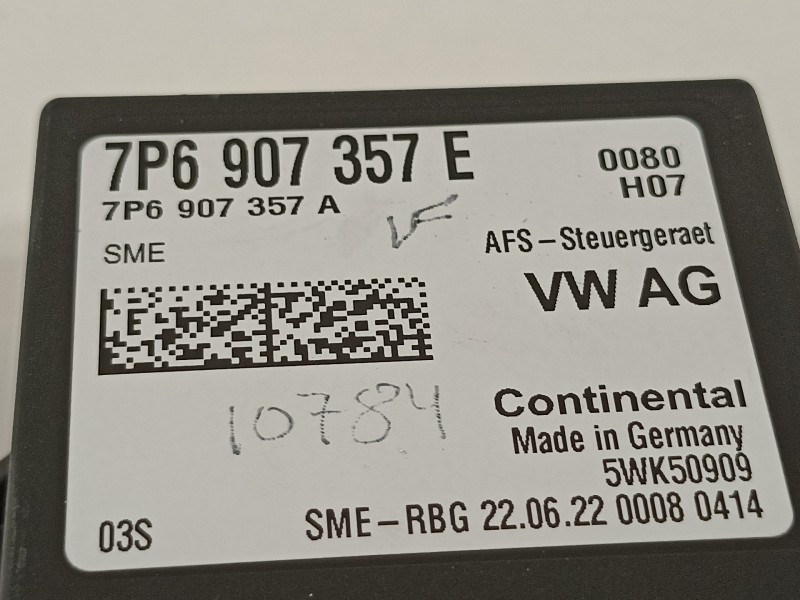 7P6 907 357 E
0080
7P6 907 357 A
H07
VF
SME
AFS-Steuergeraet
VW AG
E
10784
Continental
Made in Germany
5WK50909
03S
SME-RBG 22.06.22 0008 0414